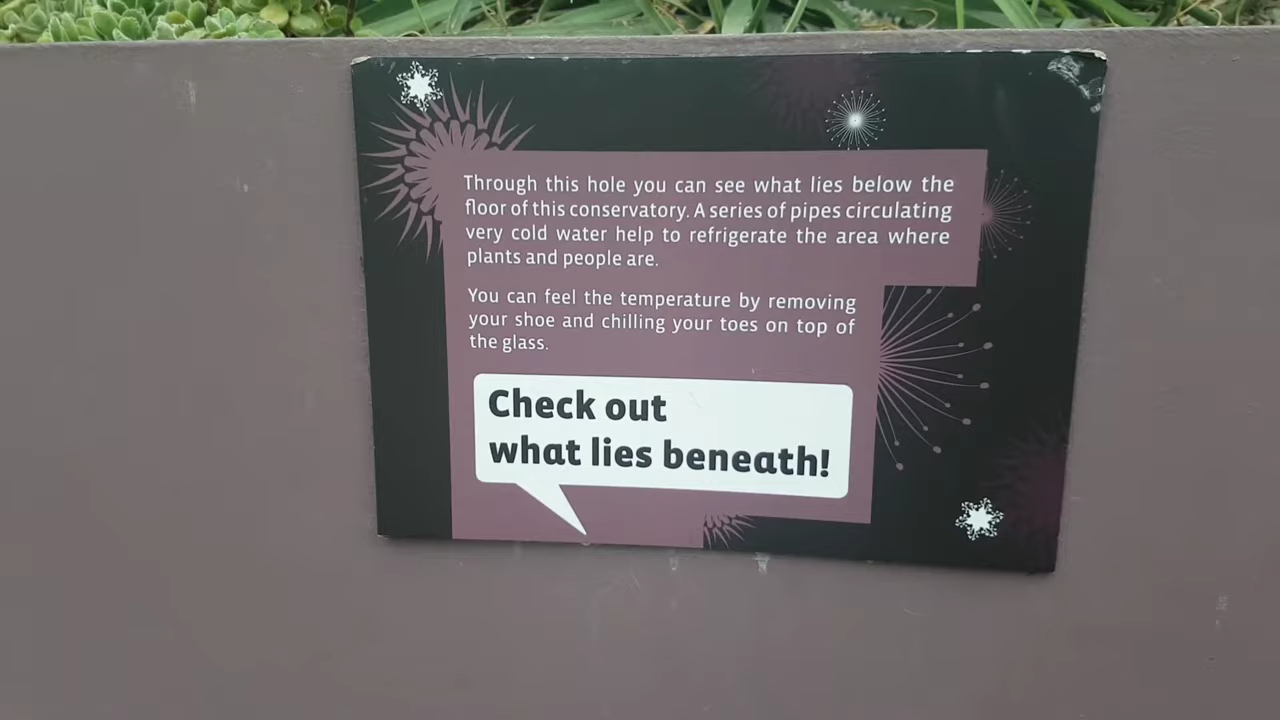 Through this hole you can see what lies below the
floor of this conservatory. A series of pipes circulating
very cold water help to refrigerate the area where
plants and people are.
You can feel the temperature by removing
your shoe and chilling your toes on top of
the glass.
Check out
what lies beneath!